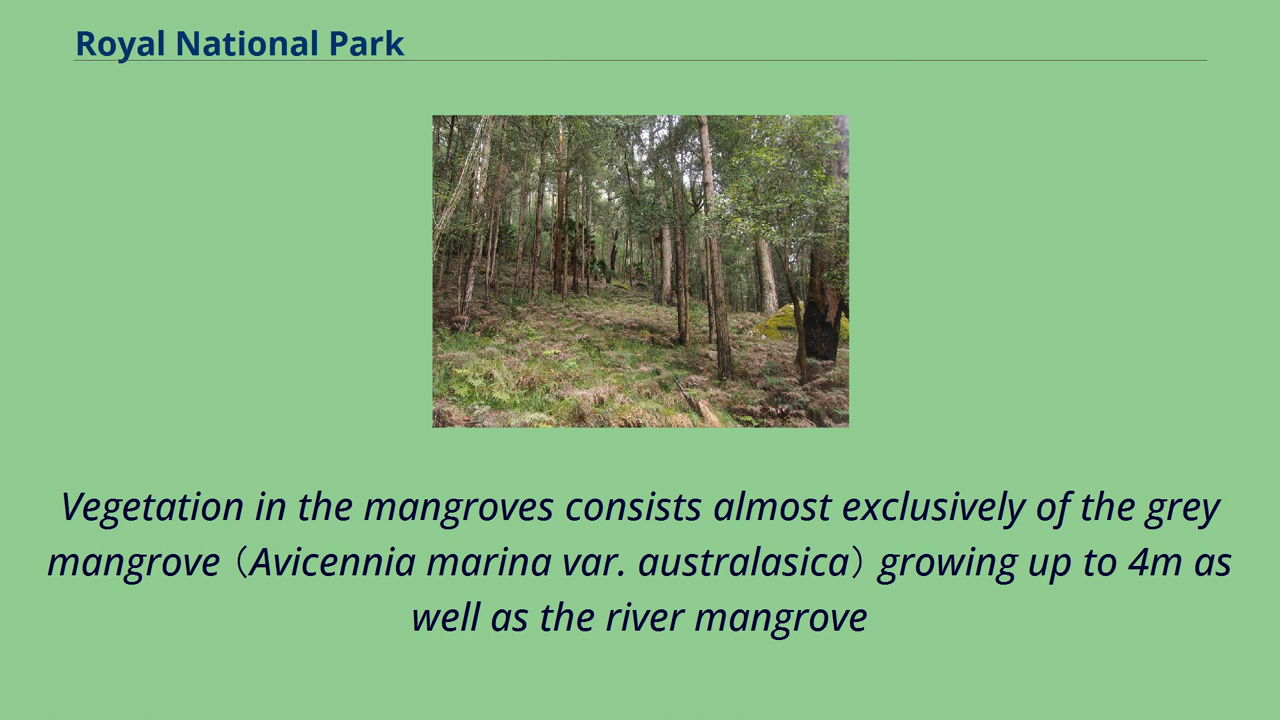 Royal National Park
Vegetation in the mangroves consists almost exclusively of the grey
mangrove（Avicennia marina var. australasica）growing up to 4m as
well as the river mangrove